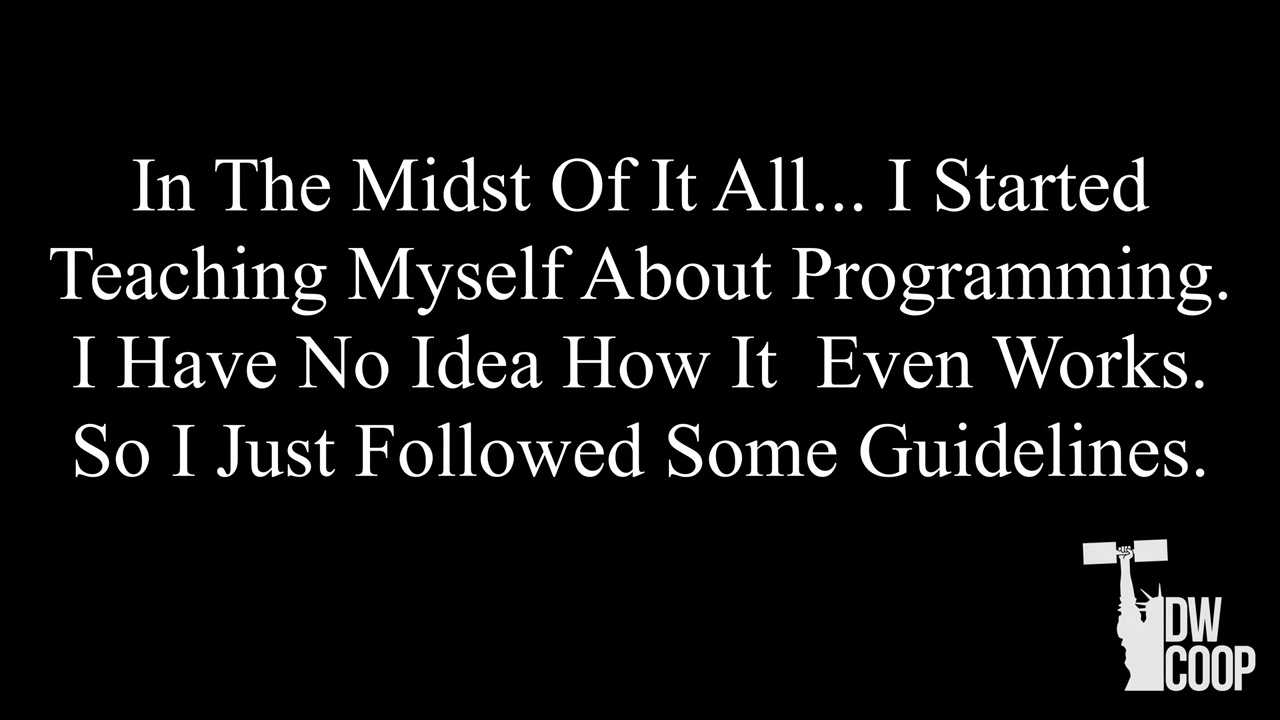 In The Midst Of It All... I Started
Teaching Myself About Programming.
I Have No Idea How It  Even Works.
So I Just Followed Some Guidelines.
DW
COOP